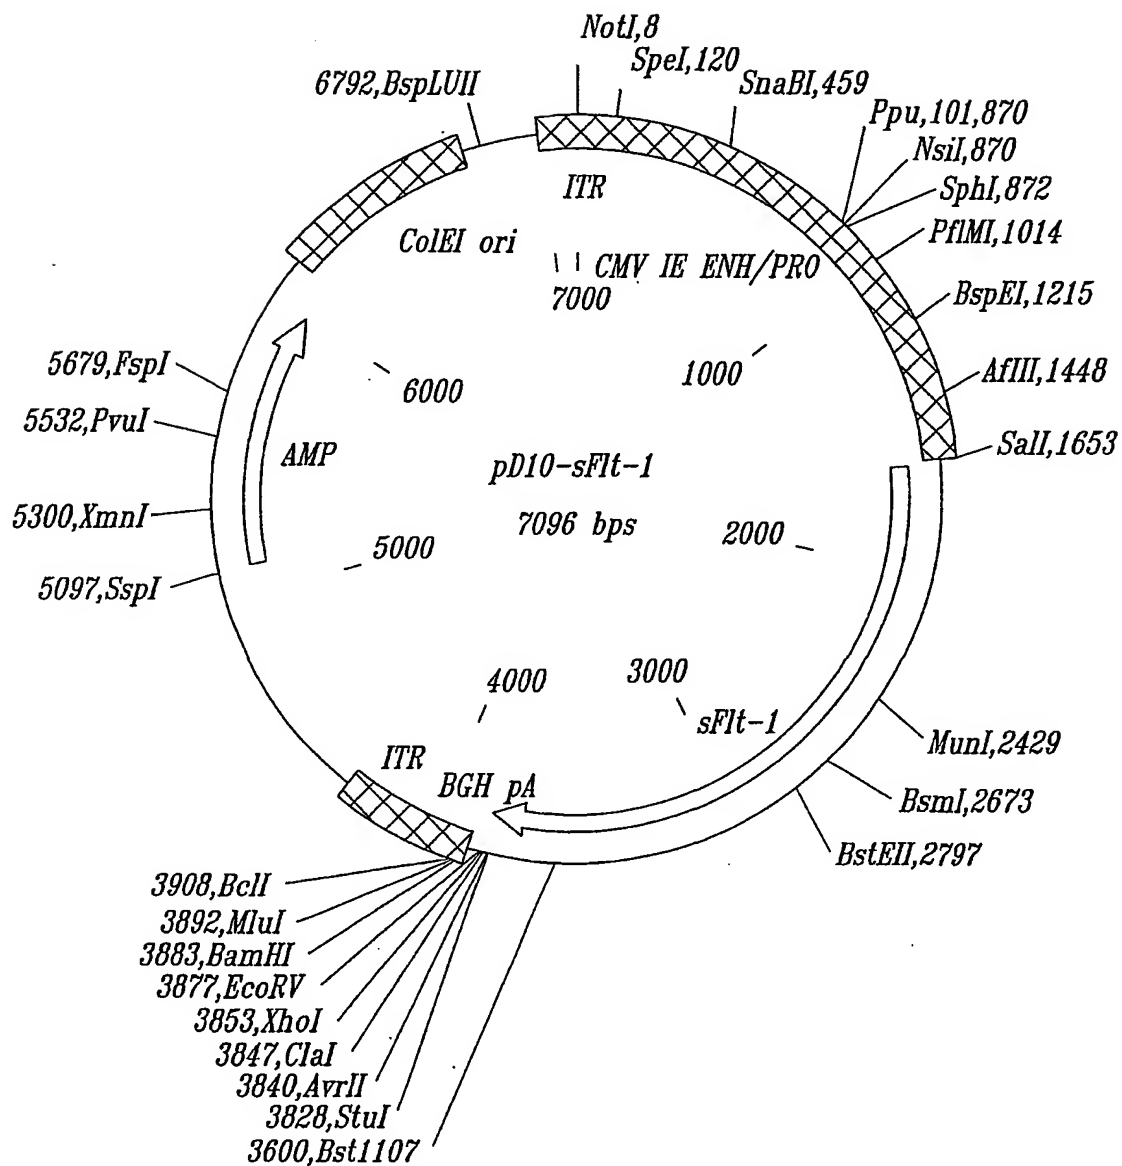 NotI,8
SpeI,120
SnaBI,459
6792,BspLUII
Ppu,101,870
NsiI,870
SphI,872
PflMI,1014
BspEI,1215
AflII,1448
SalI,1653
ITR
ColEI ori
CMV IE ENH/PRO
7000
1000
6000
5679,FspI
5532,PvuI
AMP
pD10-sFlt-1
7096 bps
5300,XmnI
5097,SspI
5000
2000
4000
3000
sFlt-1
MunI,2429
BsmI,2673
BstEII,2797
ITR
BGH pA
3908,BclI
3892,MluI
3883,BamHI
3877,EcoRV
3853,XhoI
3847,ClaI
3840,AvrII
3828,StuI
3600,Bst1107